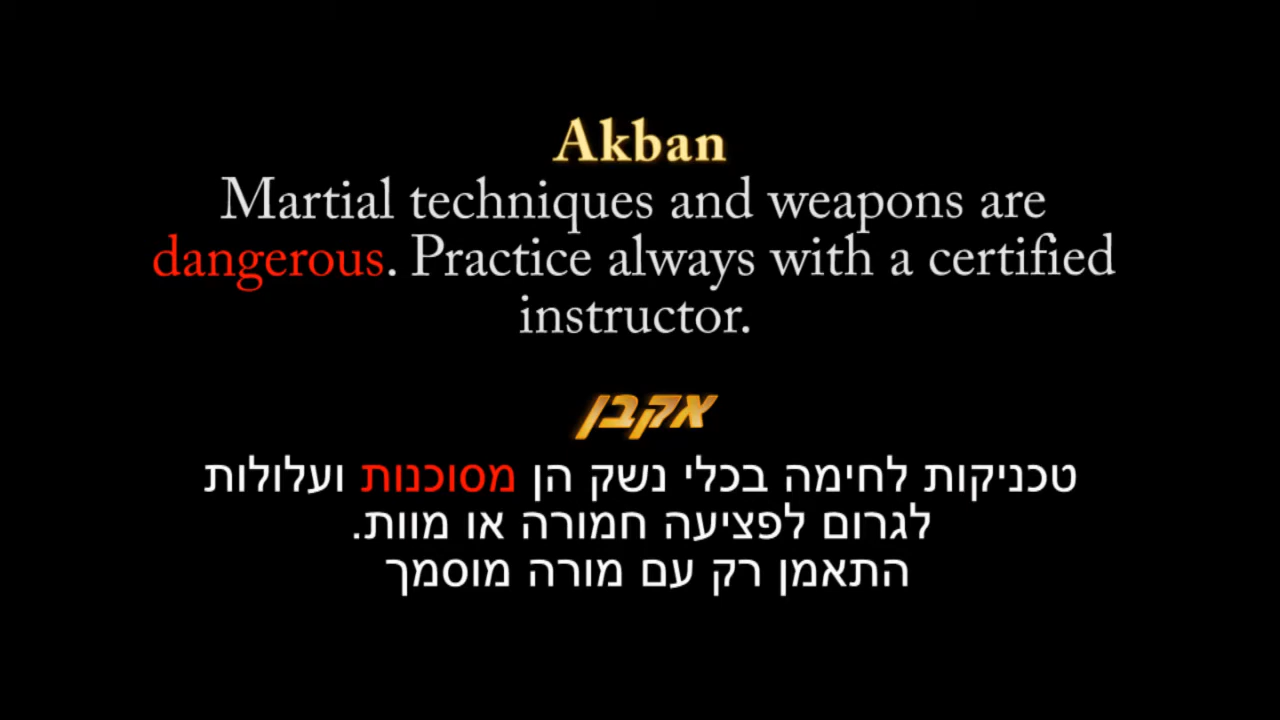 Akban
Martial techniques and weapons are
dangerous. Practice always with a certified
instructor.
אקבן
טכניקות לחימה בכלי נשק הן מסוכנות ועלולות
לגרום לפציעה חמורה או מוות.
התאמן רק עם מורה מוסמך